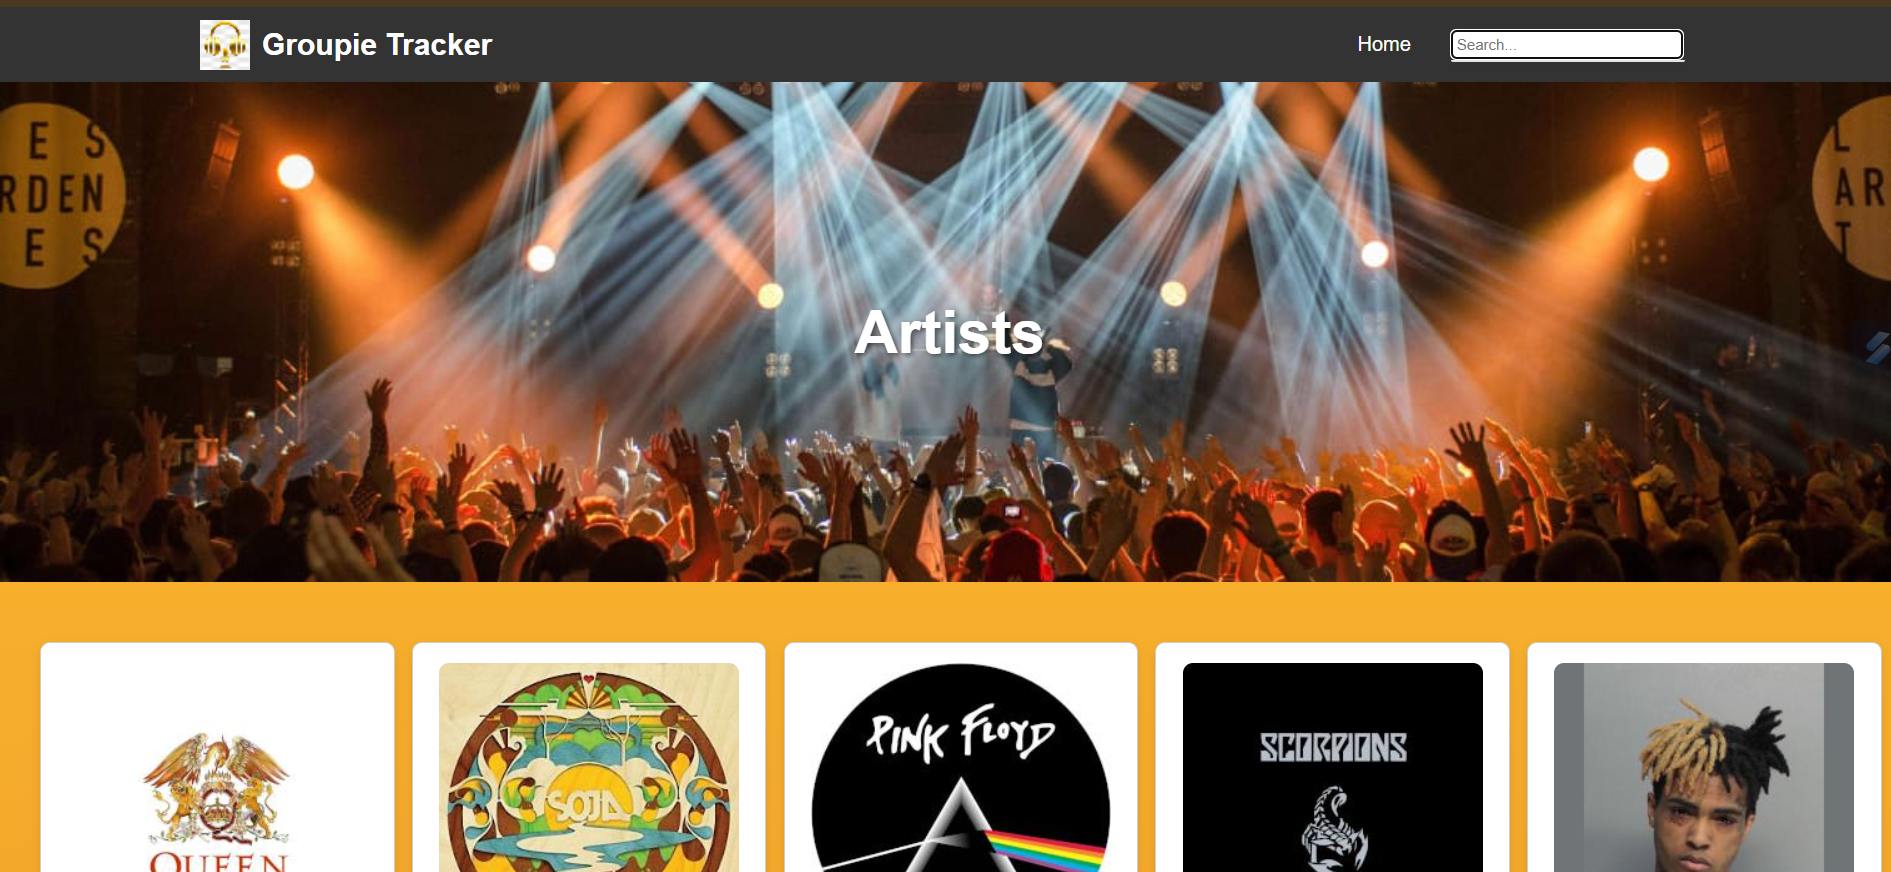 Groupie Tracker
Home
Search...
E S
RDEN
E S
L
AR
T
Artists
QUEEN
SOJA
PINK FLOYD
SCORPIONS